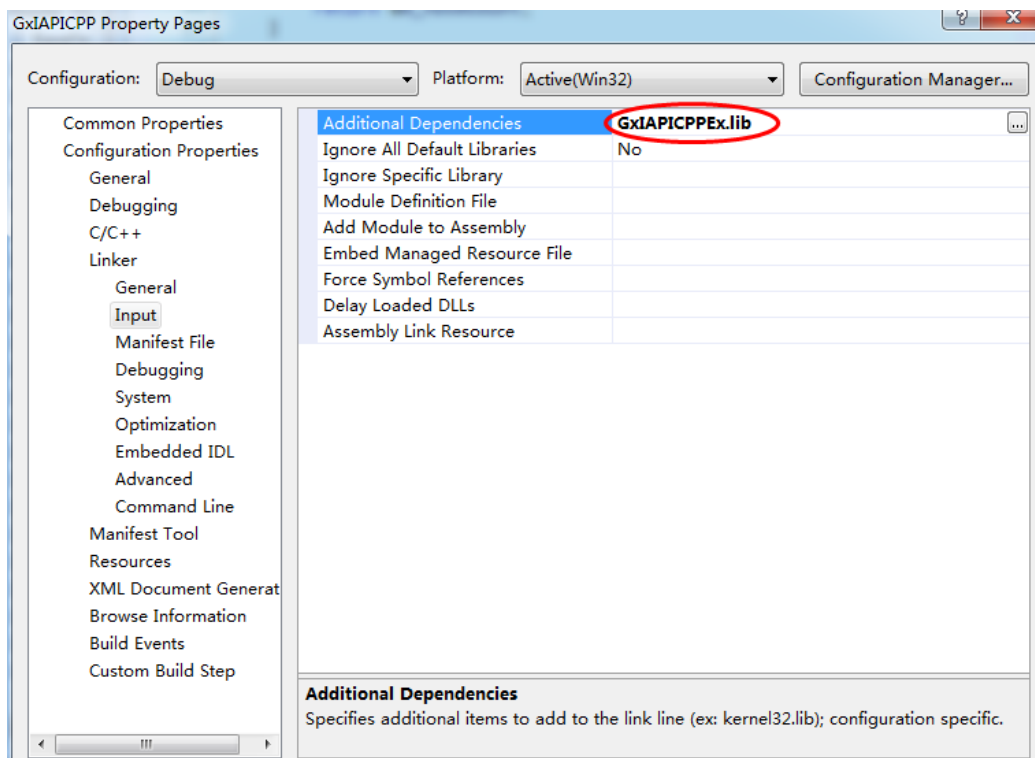 GxIAPICPP Property Pages
Configuration: Debug Platform: Active(Win32) Configuration Manager...
Common Properties
Configuration Properties
General
Debugging
C/C++
Linker
General
Input
Manifest File
Debugging
System
Optimization
Embedded IDL
Advanced
Command Line
Manifest Tool
Resources
XML Document Generat
Browse Information
Build Events
Custom Build Step
Additional Dependencies GxIAPICPPEx.lib ...
Ignore All Default Libraries No
Ignore Specific Library
Module Definition File
Add Module to Assembly
Embed Managed Resource File
Force Symbol References
Delay Loaded DLLs
Assembly Link Resource
Additional Dependencies
Specifies additional items to add to the link line (ex: kernel32.lib); configuration specific.